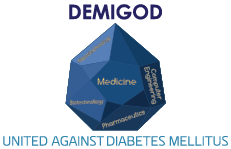 DEMIGOD
Medicine
Computer
Engineering
Biotechnology
Pharmaceutics
UNITED AGAINST DIABETES MELLITUS